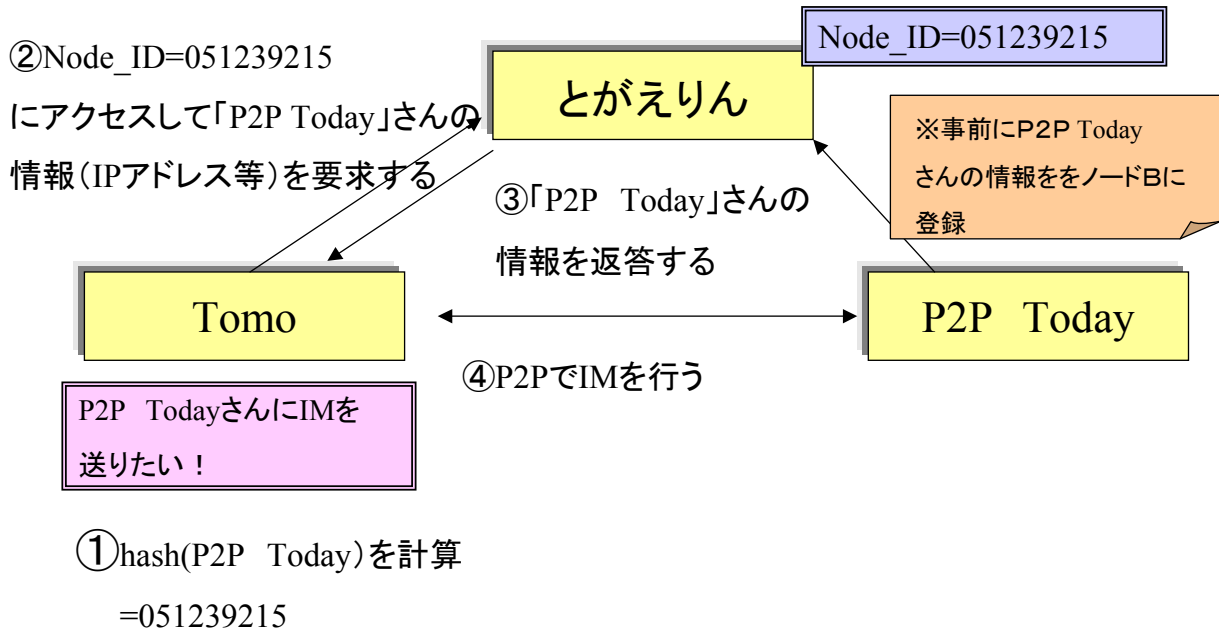 ②Node_ID=051239215
にアクセスして「P2P Today」さんの
情報(IPアドレス等)を要求する
とがえりん
Node_ID=051239215
※事前にP2P Today
さんの情報ををノードBに
登録
③「P2P Today」さんの
情報を返答する
Tomo
P2P Today
④P2PでIMを行う
P2P TodayさんにIMを
送りたい!
①hash(P2P Today)を計算
=051239215